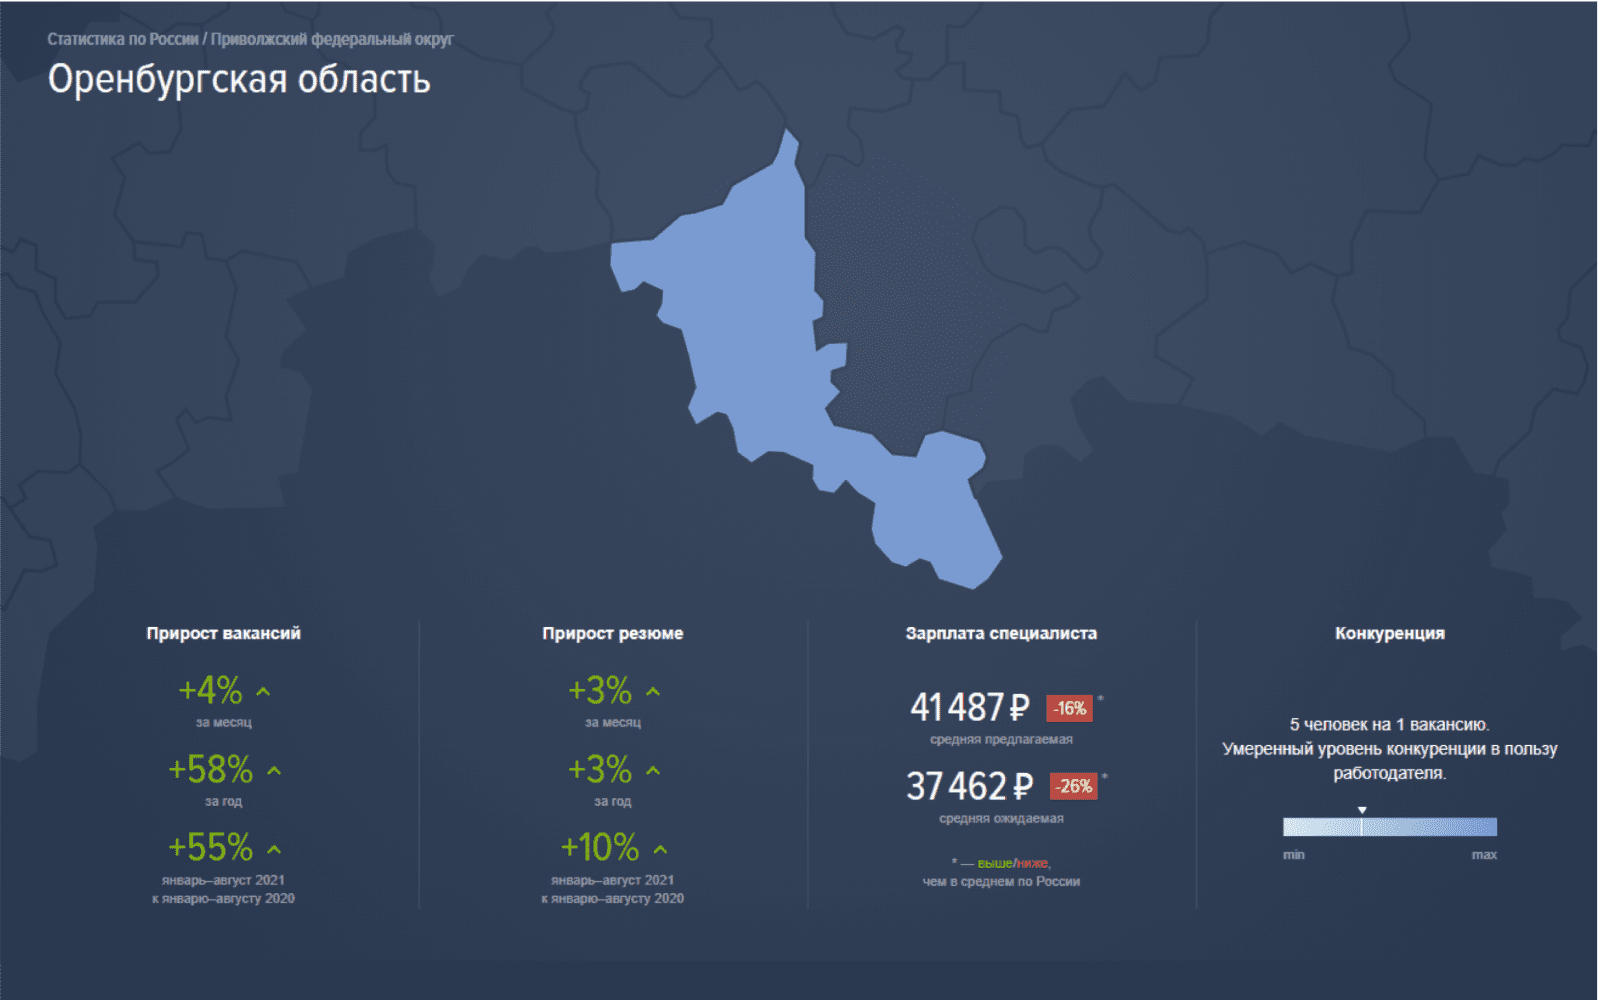 Статистика по России / Приволжский федеральный округ
Оренбургская область
Прирост вакансий
+4%
за месяц
+58%
за год
+55%
январь–август 2021
к январю–августу 2020
Прирост резюме
+3%
за месяц
+3%
за год
+10%
январь–август 2021
к январю–августу 2020
Зарплата специалиста
41 487 ₽ -16% *
средняя предлагаемая
37 462 ₽ -26% *
средняя ожидаемая
* — выше/ниже,
чем в среднем по России
Конкуренция
5 человек на 1 вакансию.
Умеренный уровень конкуренции в пользу
работодателя.
min max